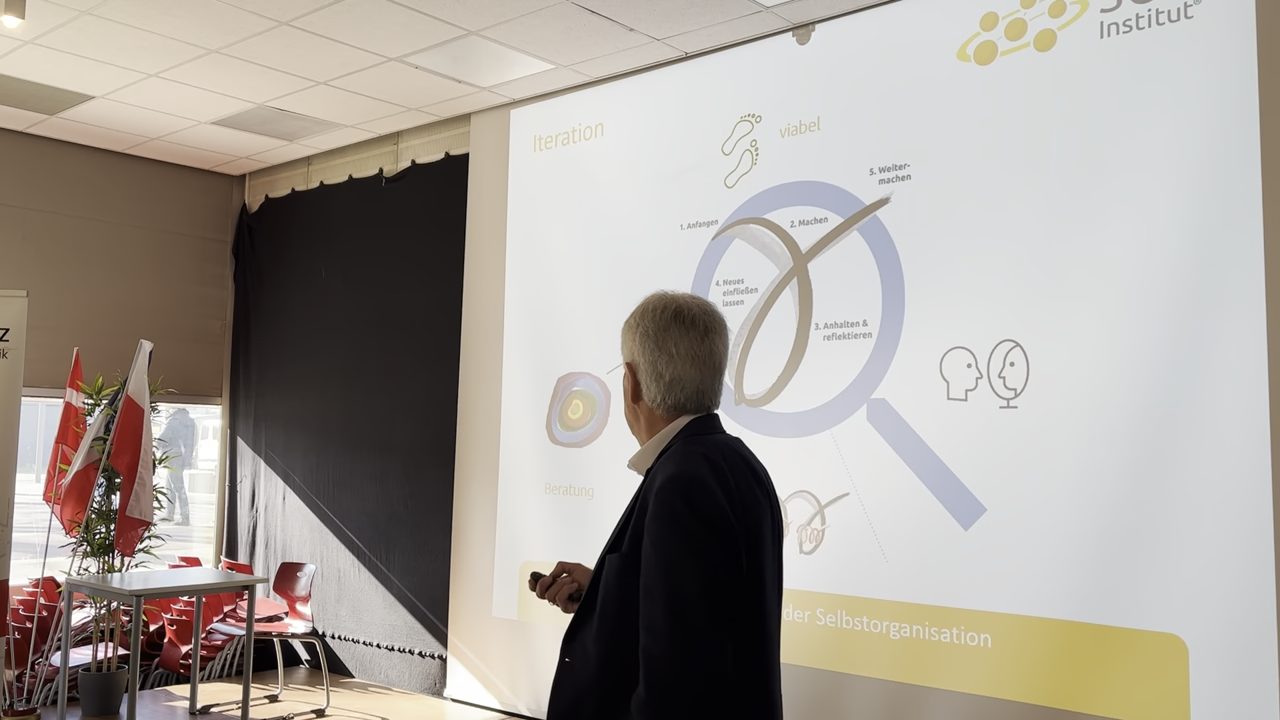 Institut®
Iteration
viabel
5. Weiter-
machen
1. Anfangen
2. Machen
4. Neues
einfließen
lassen
3. Anhalten &
reflektieren
Beratung
der Selbstorganisation
Z
ik